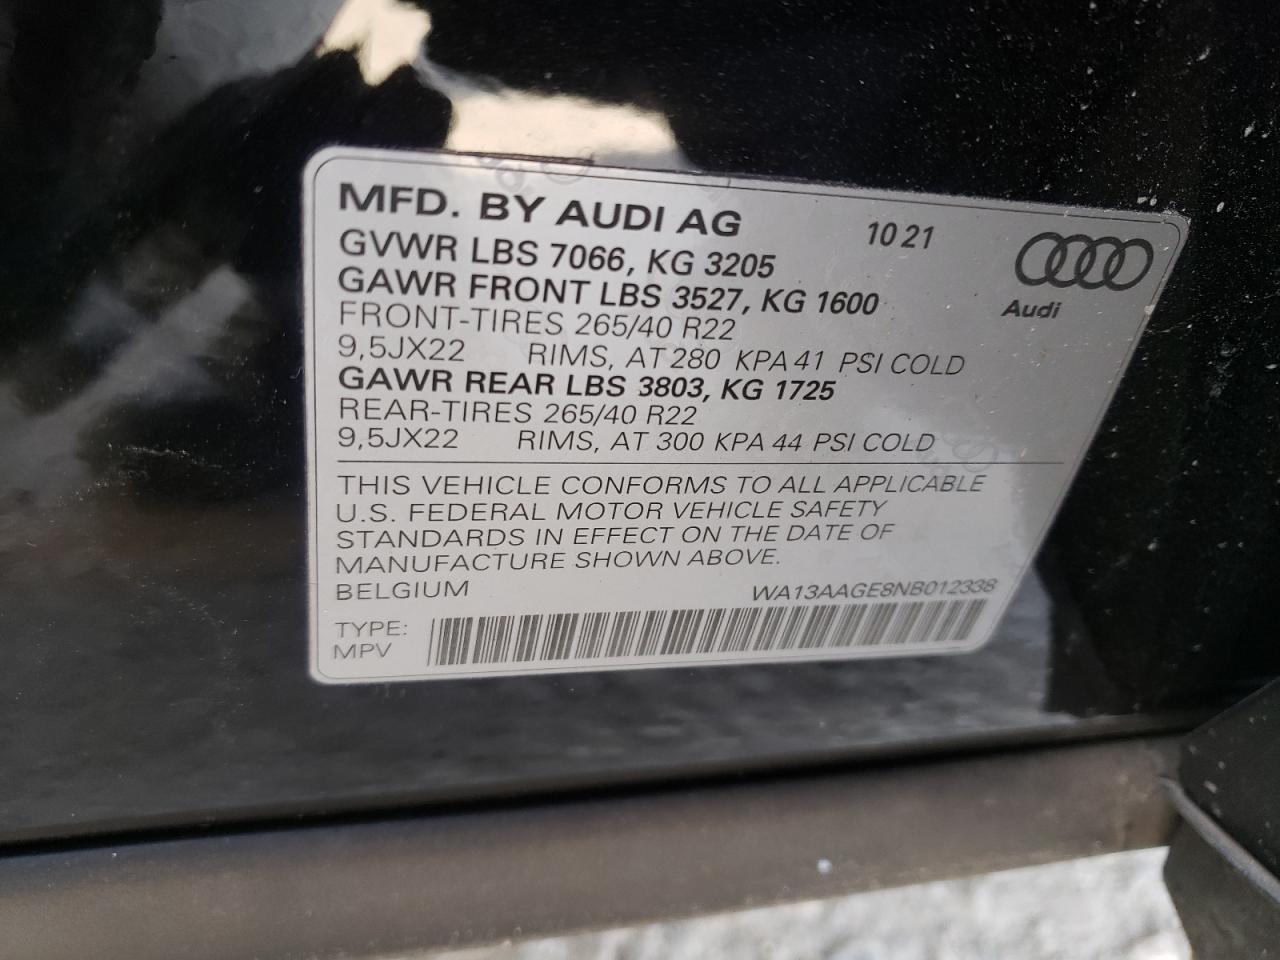 MFD. BY AUDI AG 10 21
GVWR LBS 7066, KG 3205
GAWR FRONT LBS 3527, KG 1600
Audi
FRONT-TIRES 265/40 R22
9,5JX22 RIMS, AT 280 KPA 41 PSI COLD
GAWR REAR LBS 3803, KG 1725
REAR-TIRES 265/40 R22
9,5JX22 RIMS, AT 300 KPA 44 PSI COLD
THIS VEHICLE CONFORMS TO ALL APPLICABLE
U.S. FEDERAL MOTOR VEHICLE SAFETY
STANDARDS IN EFFECT ON THE DATE OF
MANUFACTURE SHOWN ABOVE.
BELGIUM WA13AAGE8NB012338
TYPE:
MPV